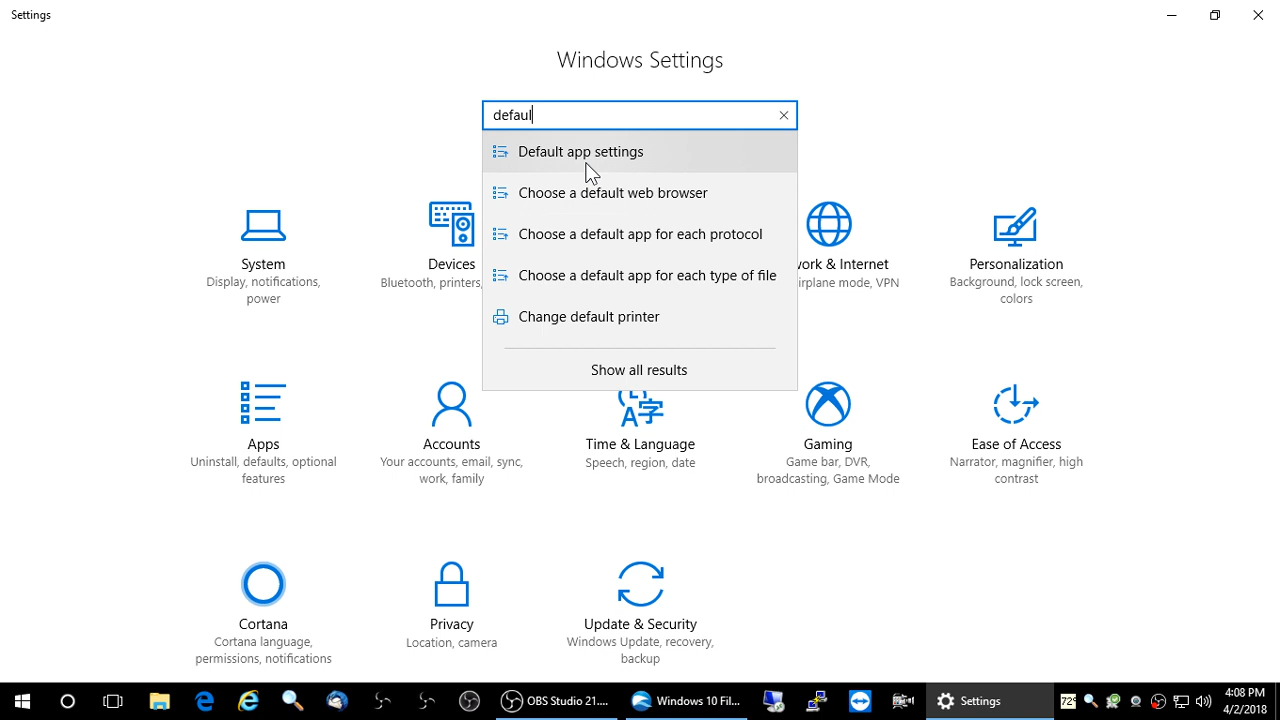 Settings
Windows Settings
defaul
Default app settings
Choose a default web browser
Choose a default app for each protocol
Choose a default app for each type of file
Change default printer
Show all results
System
Display, notifications,
power
Devices
Bluetooth, printers,
work & Internet
irplane mode, VPN
Personalization
Background, lock screen,
colors
Apps
Uninstall, defaults, optional
features
Accounts
Your accounts, email, sync,
work, family
Time & Language
Speech, region, date
Gaming
Game bar, DVR,
broadcasting, Game Mode
Ease of Access
Narrator, magnifier, high
contrast
Cortana
Cortana language,
permissions, notifications
Privacy
Location, camera
Update & Security
Windows Update, recovery,
backup
OBS Studio 21....
Windows 10 Fil...
Settings
72°
4:08 PM
4/2/2018